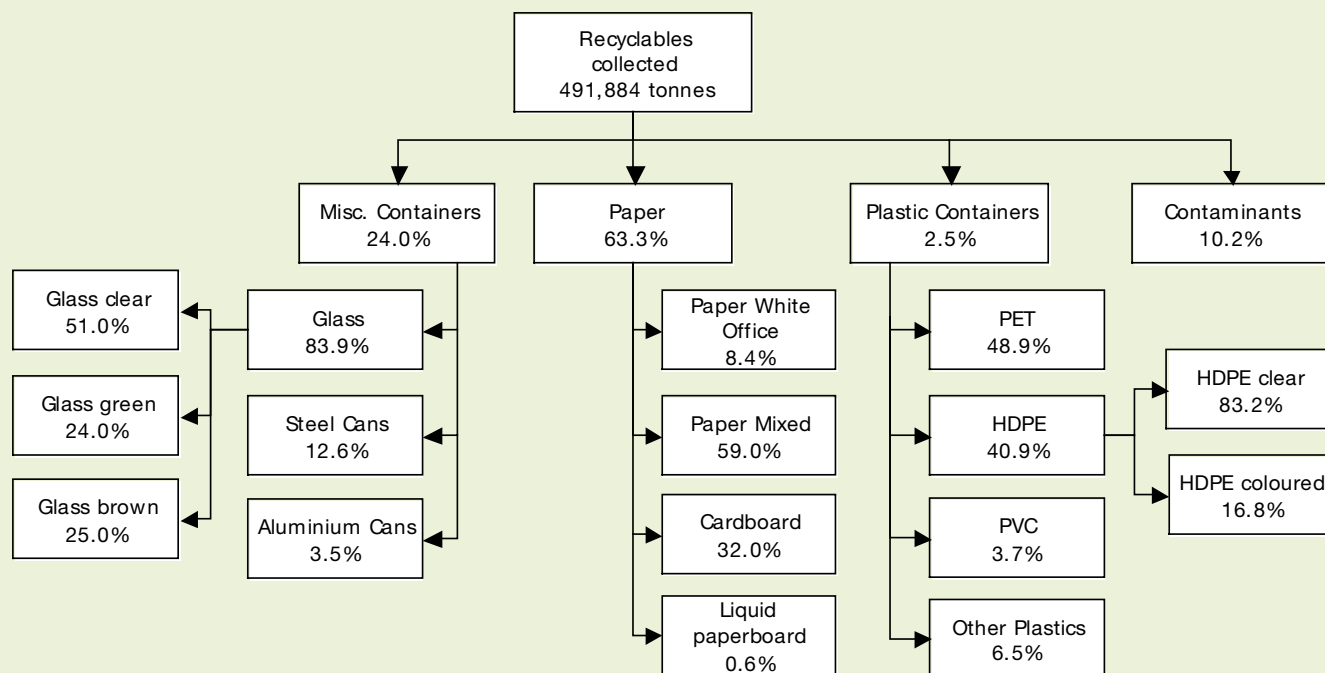 Recyclables
collected
491,884 tonnes
Misc. Containers
24.0%
Paper
63.3%
Plastic Containers
2.5%
Contaminants
10.2%
Glass clear
51.0%
Glass green
24.0%
Glass brown
25.0%
Glass
83.9%
Steel Cans
12.6%
Aluminium Cans
3.5%
Paper White
Office
8.4%
Paper Mixed
59.0%
Cardboard
32.0%
Liquid
paperboard
0.6%
PET
48.9%
HDPE
40.9%
PVC
3.7%
Other Plastics
6.5%
HDPE clear
83.2%
HDPE coloured
16.8%